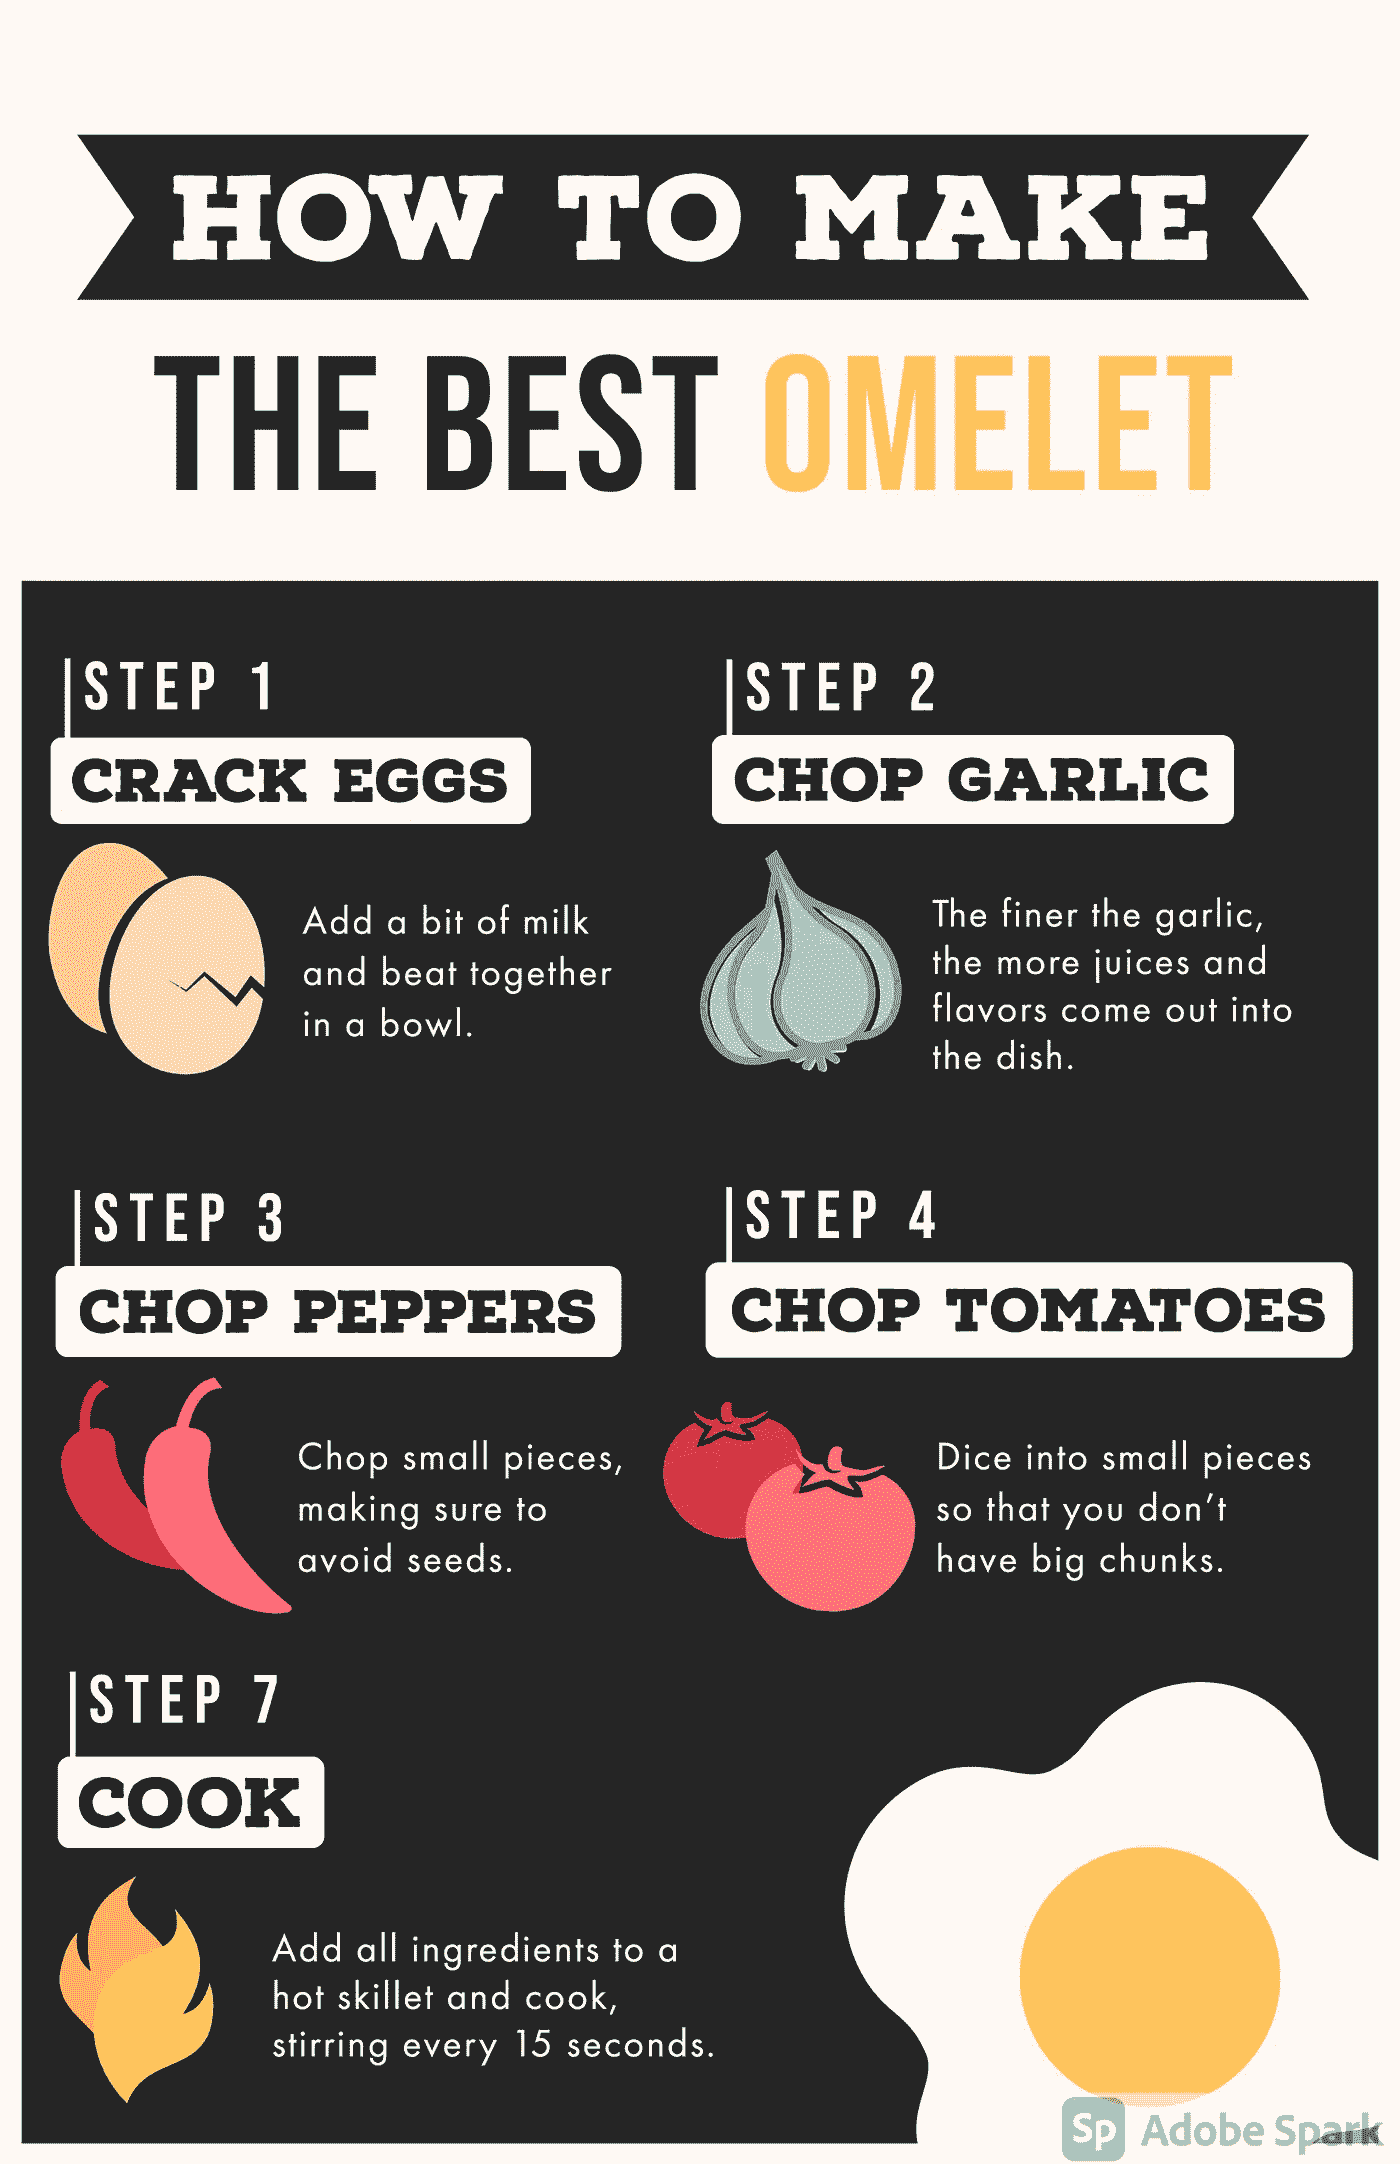 HOW TO MAKE
THE BEST OMELET
STEP 1
CRACK EGGS
Add a bit of milk
and beat together
in a bowl.
STEP 2
CHOP GARLIC
The finer the garlic,
the more juices and
flavors come out into
the dish.
STEP 3
CHOP PEPPERS
Chop small pieces,
making sure to
avoid seeds.
STEP 4
CHOP TOMATOES
Dice into small pieces
so that you don't
have big chunks.
STEP 7
COOK
Add all ingredients to a
hot skillet and cook,
stirring every 15 seconds.
Sp Adobe Spark